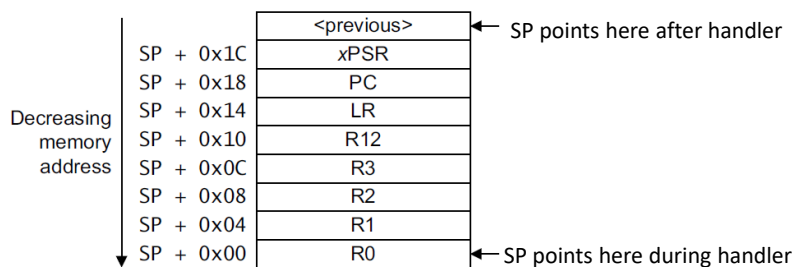 <previous>
SP points here after handler
SP + 0x1C xPSR
SP + 0x18 PC
SP + 0x14 LR
SP + 0x10 R12
SP + 0x0C R3
SP + 0x08 R2
SP + 0x04 R1
SP + 0x00 R0
SP points here during handler
Decreasing
memory
address